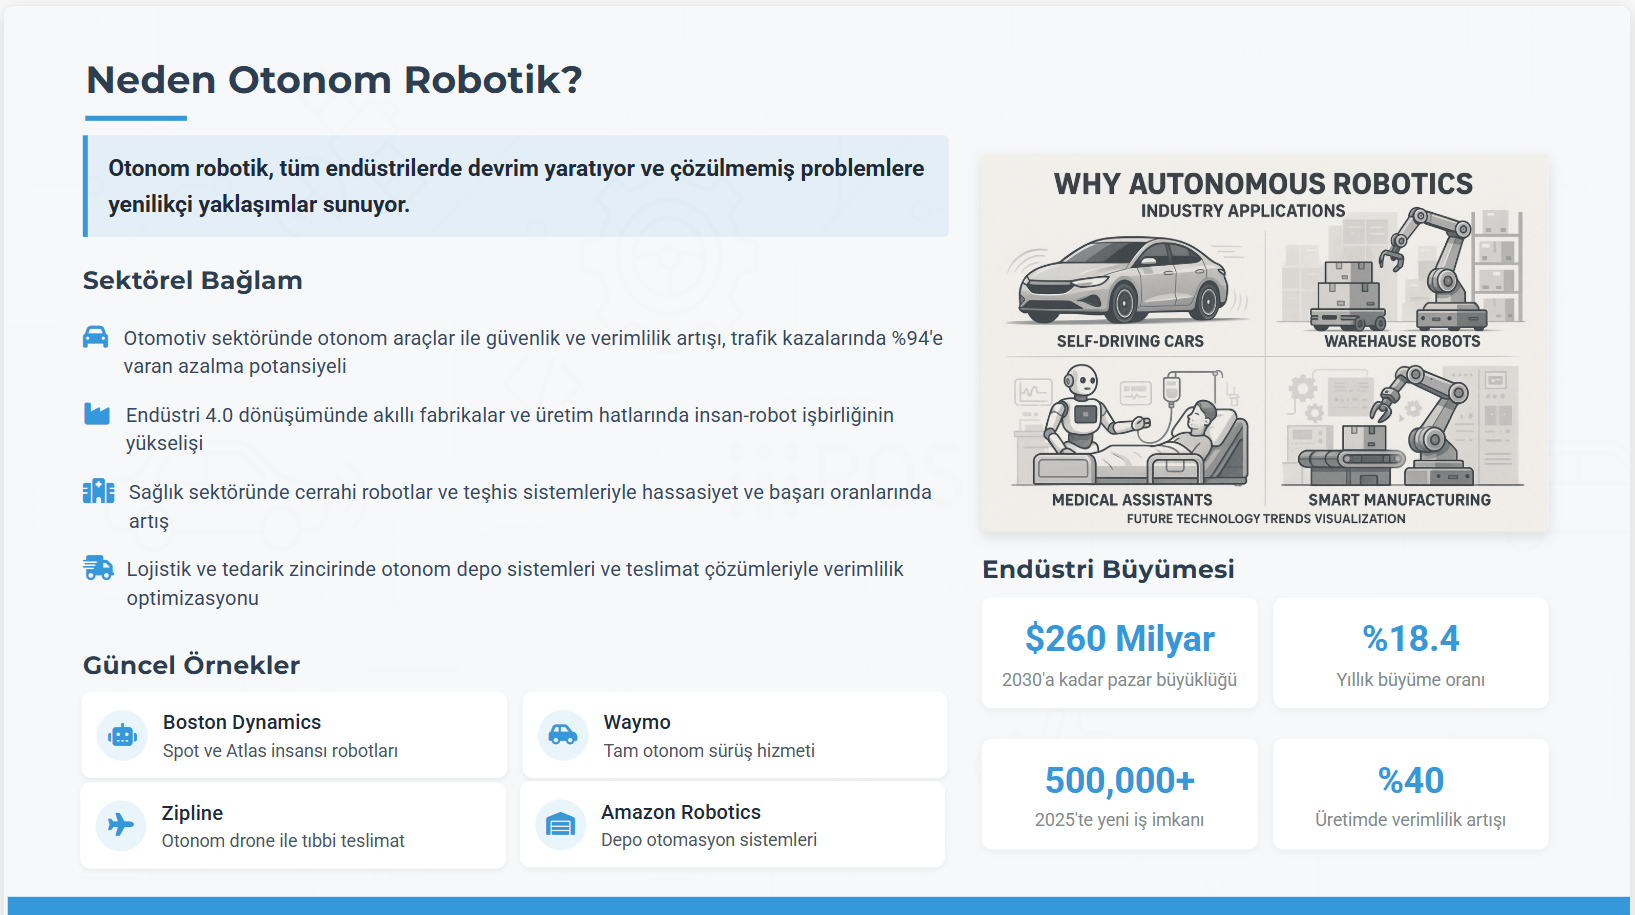 Neden Otonom Robotik?
Otonom robotik, tüm endüstrilerde devrim yaratıyor ve çözülmemiş problemlere
yenilikçi yaklaşımlar sunuyor.
Sektörel Bağlam
Otomotiv sektöründe otonom araçlar ile güvenlik ve verimlilik artışı, trafik kazalarında %94'e
varan azalma potansiyeli
Endüstri 4.0 dönüşümünde akıllı fabrikalar ve üretim hatlarında insan-robot işbirliğinin
yükselişi
Sağlık sektöründe cerrahi robotlar ve teşhis sistemleriyle hassasiyet ve başarı oranlarında
artış
Lojistik ve tedarik zincirinde otonom depo sistemleri ve teslimat çözümleriyle verimlilik
optimizasyonu
Güncel Örnekler
Boston Dynamics
Spot ve Atlas insansı robotları
Waymo
Tam otonom sürüş hizmeti
Zipline
Otonom drone ile tıbbi teslimat
Amazon Robotics
Depo otomasyon sistemleri
WHY AUTONOMOUS ROBOTICS
INDUSTRY APPLICATIONS
SELF-DRIVING CARS
WAREHAUSE ROBOTS
MEDICAL ASSISTANTS
SMART MANUFACTURING
FUTURE TECHNOLOGY TRENDS VISUALIZATION
Endüstri Büyümesi
$260 Milyar
2030'a kadar pazar büyüklüğü
%18.4
Yıllık büyüme oranı
500,000+
2025'te yeni iş imkanı
%40
Üretimde verimlilik artışı